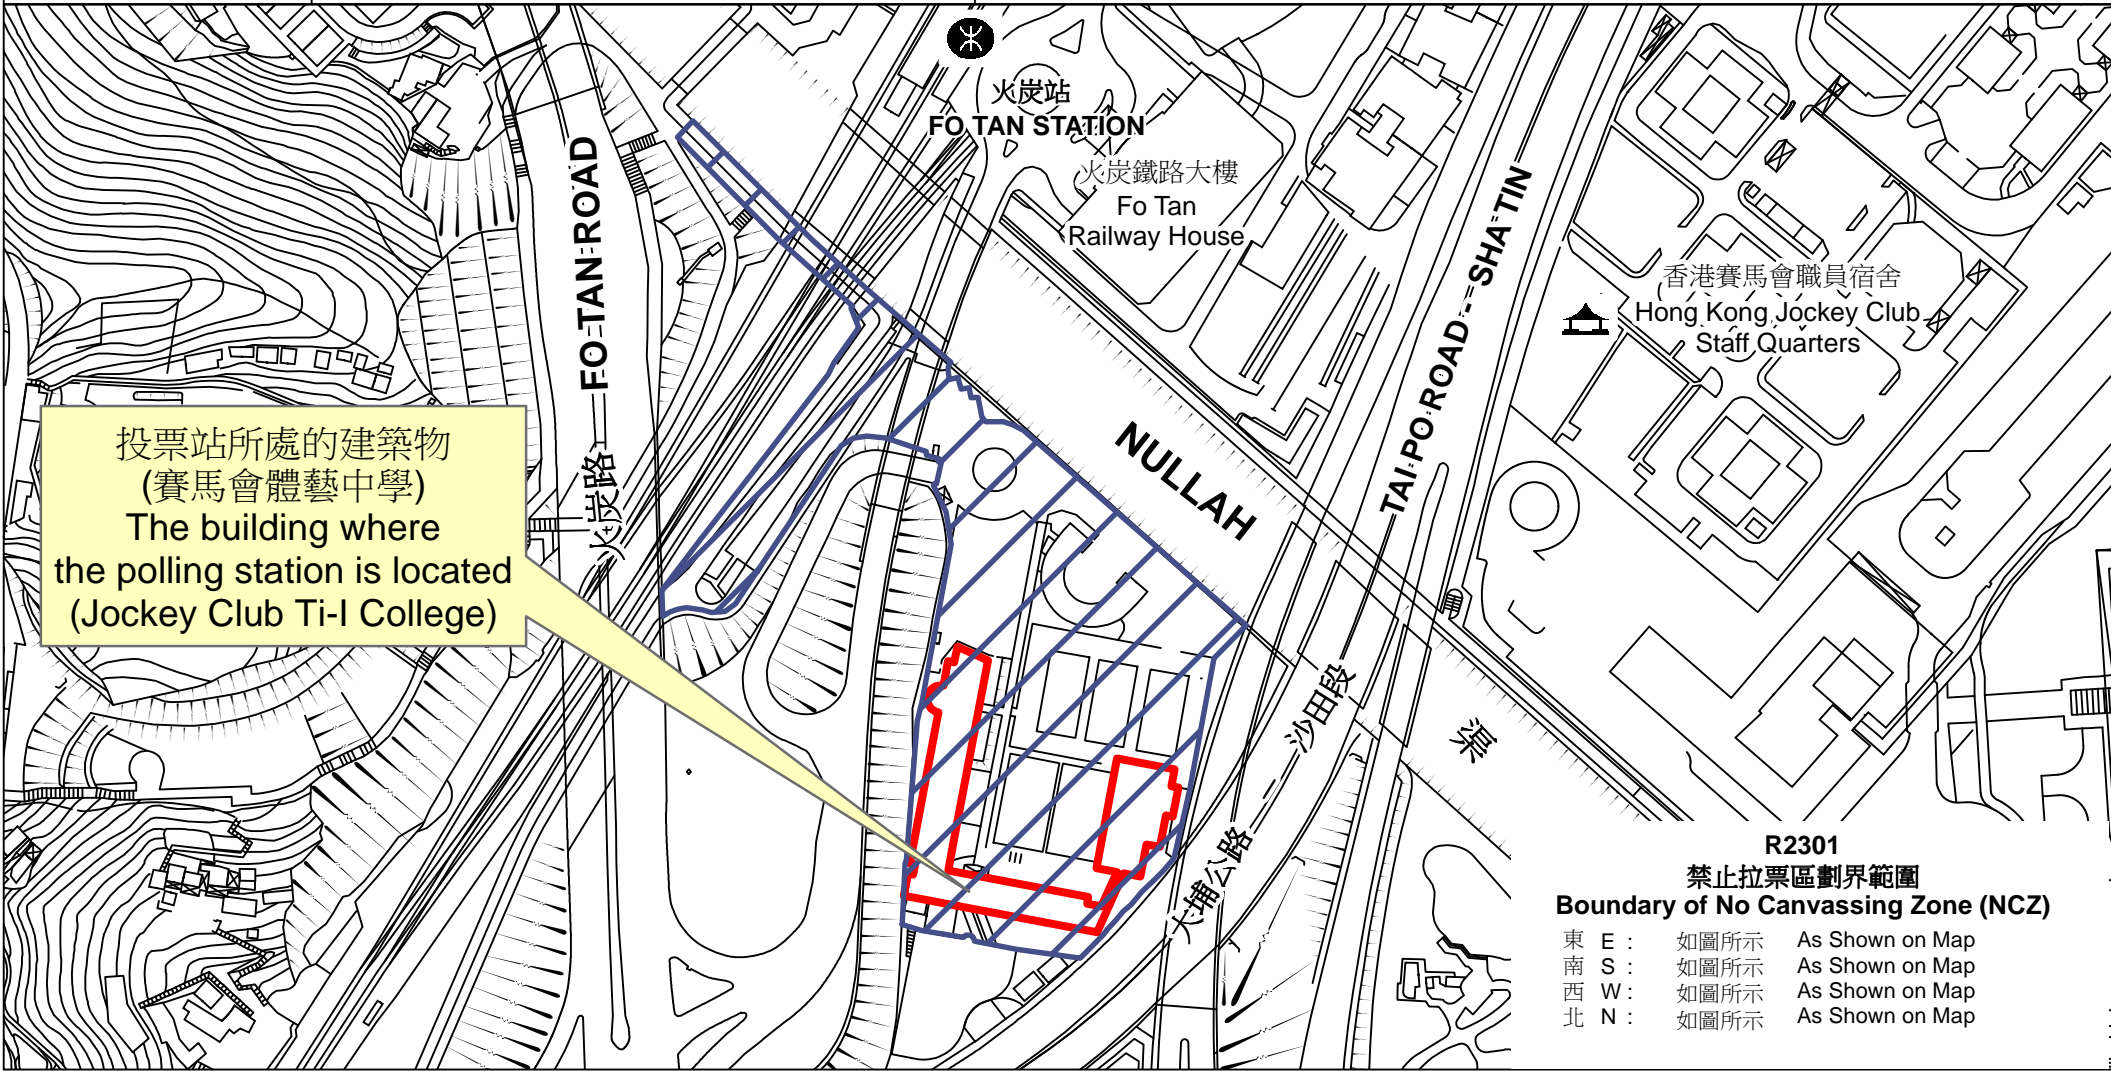 火炭站
FO TAN STATION
火炭鐵路大樓
Fo Tan
Railway House
FO TAN ROAD
火炭路
TAI PO ROAD - SHA TIN
大埔公路 - 沙田段
香港賽馬會職員宿舍
Hong Kong Jockey Club
Staff Quarters
NULLAH
渠
投票站所處的建築物
(賽馬會體藝中學)
The building where
the polling station is located
(Jockey Club Ti-I College)
R2301
禁止拉票區劃界範圍
Boundary of No Canvassing Zone (NCZ)
東 E : 如圖所示 As Shown on Map
南 S : 如圖所示 As Shown on Map
西 W : 如圖所示 As Shown on Map
北 N : 如圖所示 As Shown on Map